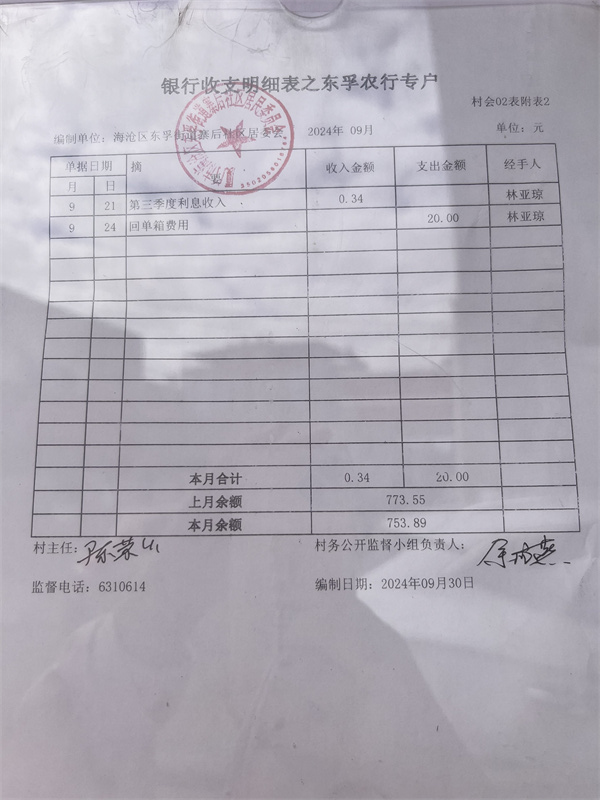 银行收支明细表之东孚农行专户
村会02表附表2
编制单位：海沧区东孚街道寨后社区居委会 2024年 09月 单位：元
单据日期 摘 收入金额 支出金额 经手人
月 日
9 21 第三季度利息收入 0.34 林亚琼
9 24 回单箱费用 20.00 林亚琼
本月合计 0.34 20.00
上月余额 773.55
本月余额 753.89
村主任： 村务公开监督小组负责人：
监督电话：6310614 编制日期：2024年09月30日